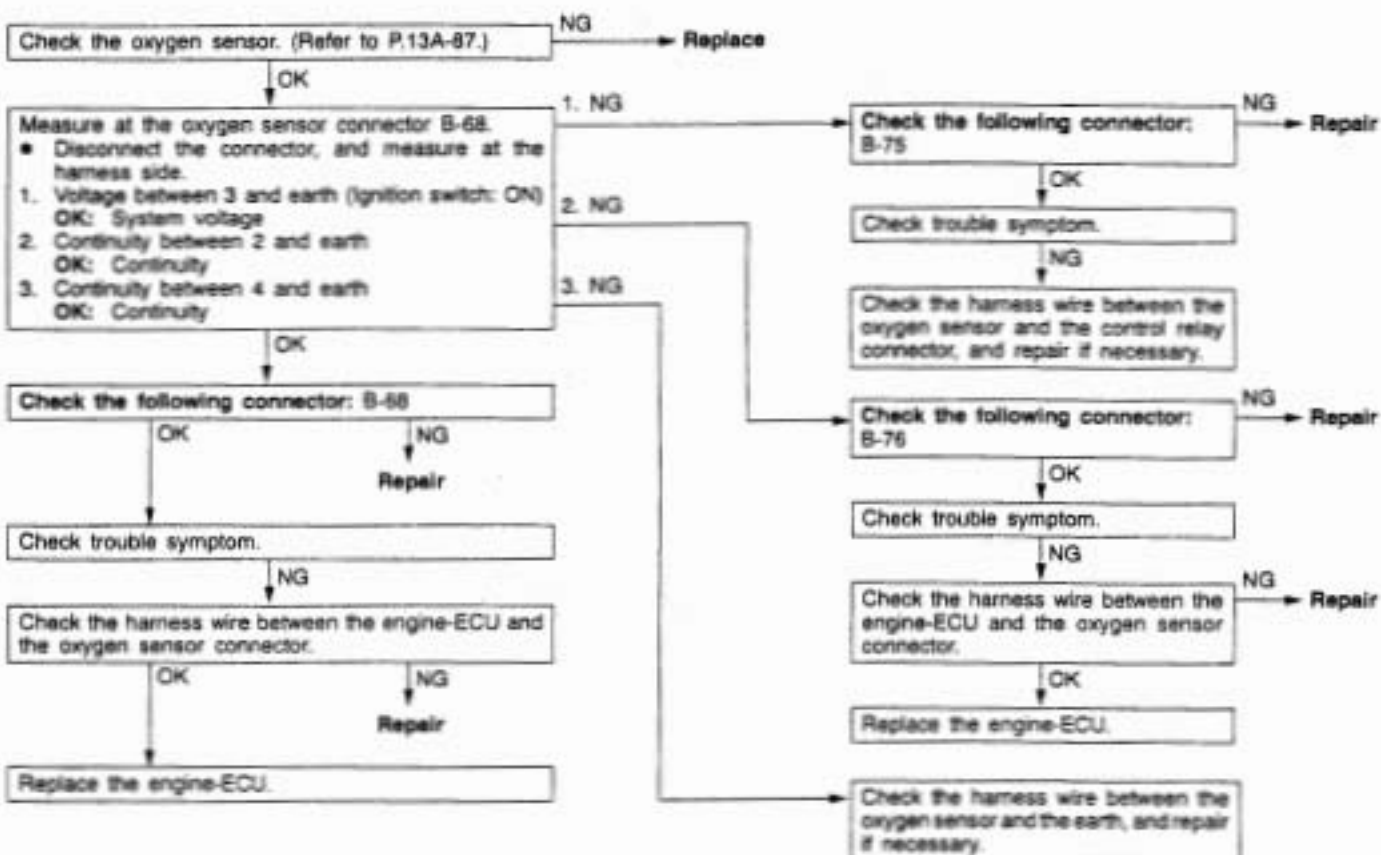 Check the oxygen sensor. (Refer to P.13A-87.)
NG
Replace
OK
Measure at the oxygen sensor connector B-68.
• Disconnect the connector, and measure at the
harness side.
1. Voltage between 3 and earth (Ignition switch: ON)
OK: System voltage
2. Continuity between 2 and earth
OK: Continuity
3. Continuity between 4 and earth
OK: Continuity
1. NG
2. NG
3. NG
OK
Check the following connector: B-68
OK
NG
Repair
Check trouble symptom.
NG
Check the harness wire between the engine-ECU and
the oxygen sensor connector.
OK
NG
Repair
Replace the engine-ECU.
Check the following connector:
B-75
NG
Repair
OK
Check trouble symptom.
NG
Check the harness wire between the
oxygen sensor and the control relay
connector, and repair if necessary.
Check the following connector:
B-76
NG
Repair
OK
Check trouble symptom.
NG
Check the harness wire between the
engine-ECU and the oxygen sensor
connector.
NG
Repair
OK
Replace the engine-ECU.
Check the harness wire between the
oxygen sensor and the earth, and repair
if necessary.